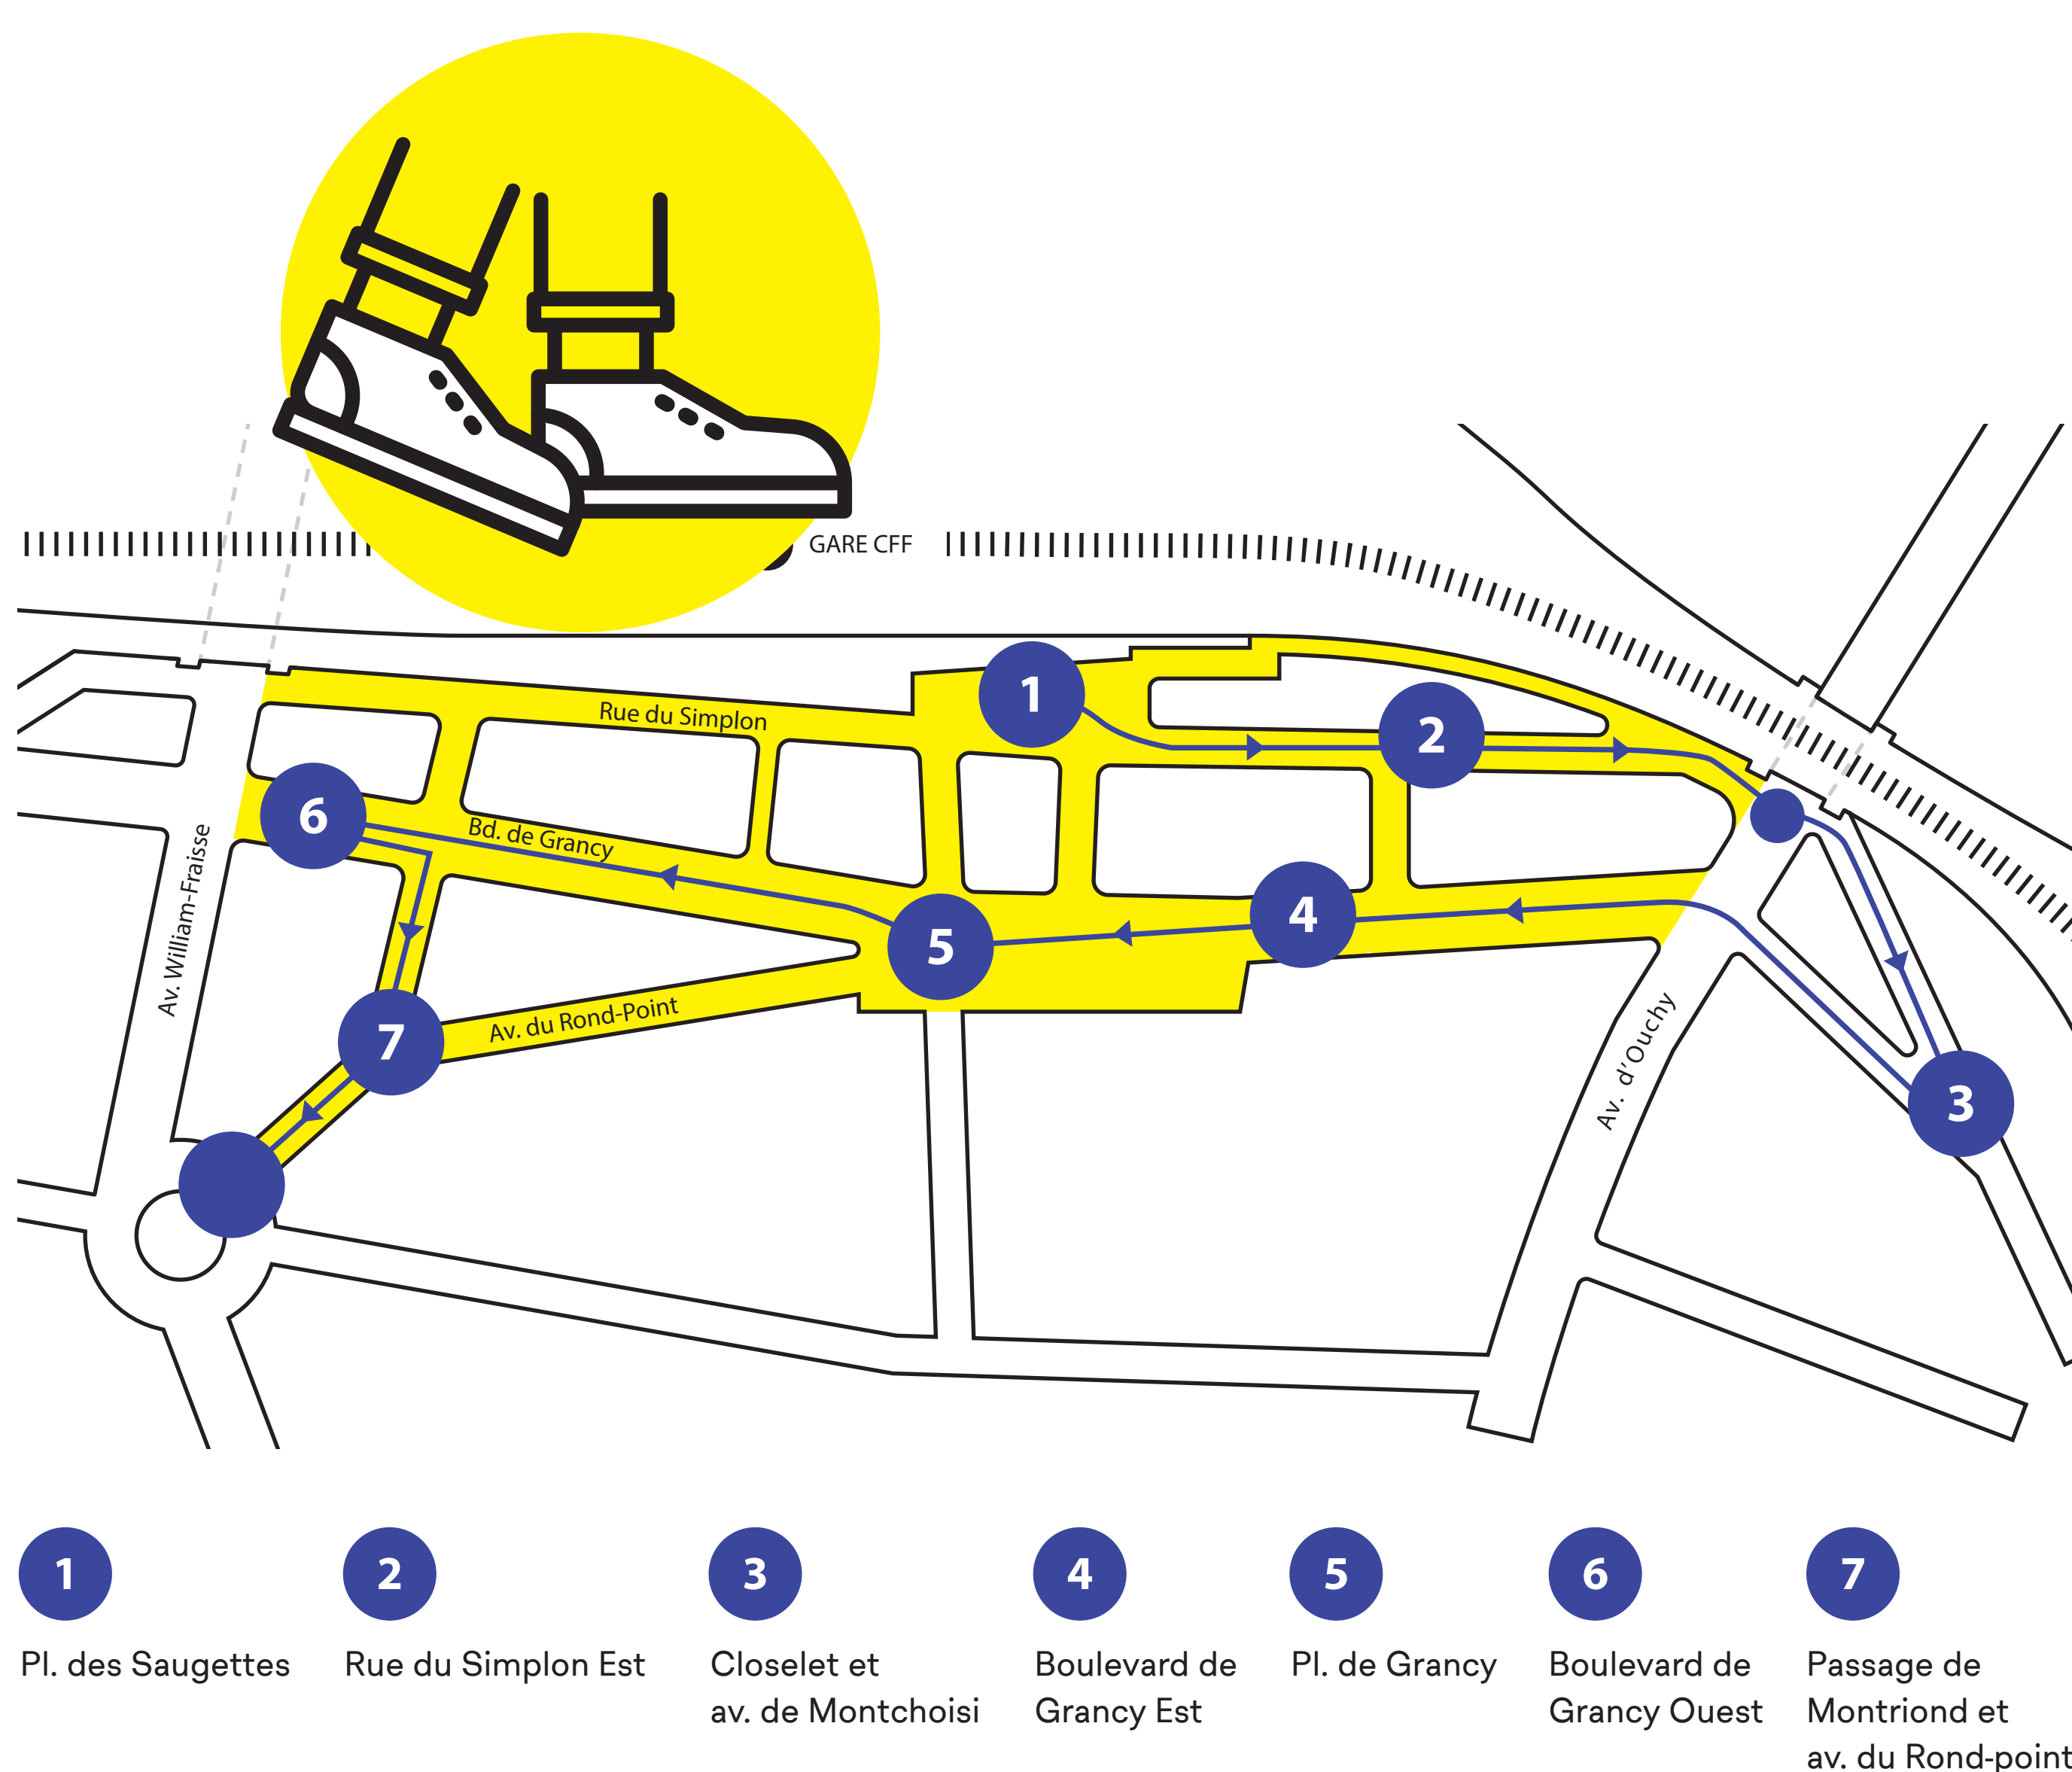 GARE CFF
Rue du Simplon
1
2
6
Bd. de Grancy
Av. William-Fraisse
4
5
Av. du Rond-Point
7
Av. d'Ouchy
3
1
2
3
4
5
6
7
Pl. des Saugettes
Rue du Simplon Est
Closelet et
av. de Montchoisi
Boulevard de
Grancy Est
Pl. de Grancy
Boulevard de
Grancy Ouest
Passage de
Montriond et
av. du Rond-point